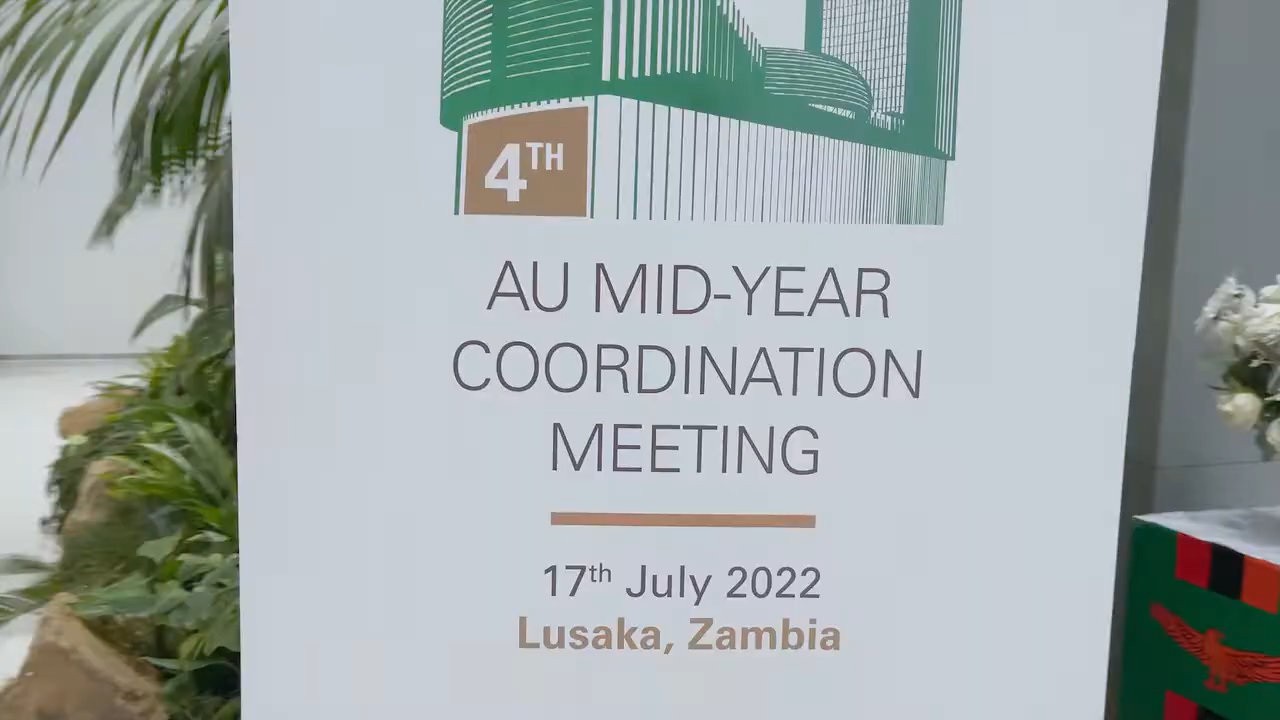 4TH
AU MID-YEAR
COORDINATION
MEETING
17th July 2022
Lusaka, Zambia